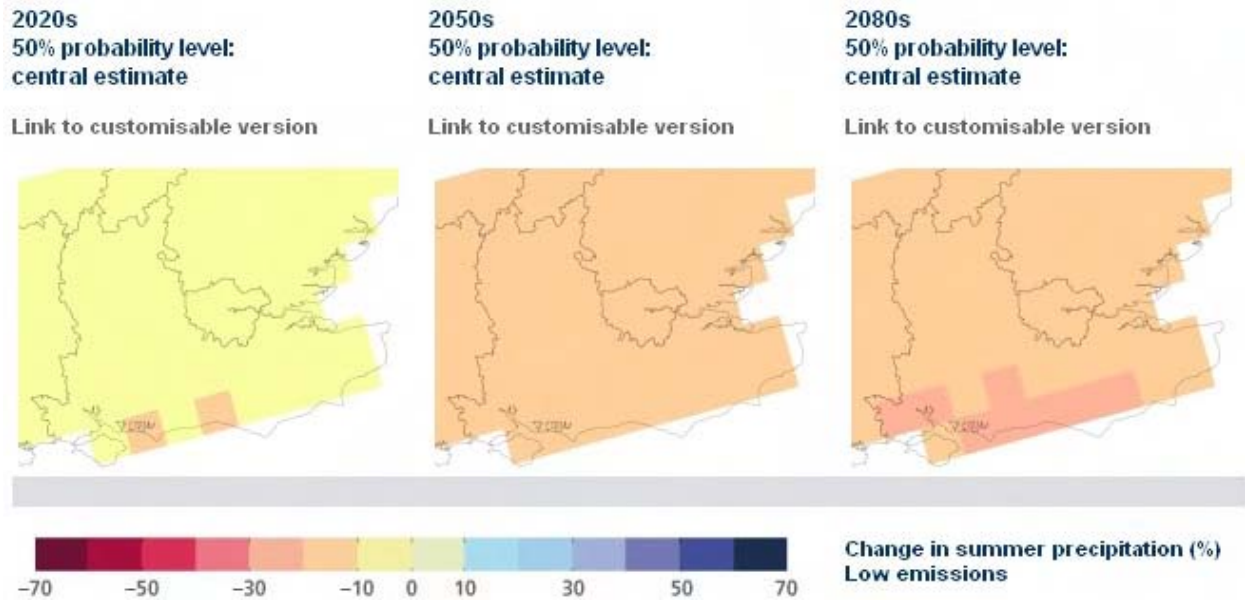 2020s
50% probability level:
central estimate
Link to customisable version
2050s
50% probability level:
central estimate
Link to customisable version
2080s
50% probability level:
central estimate
Link to customisable version
−70 −50 −30 −10 0 10 30 50 70
Change in summer precipitation (%)
Low emissions